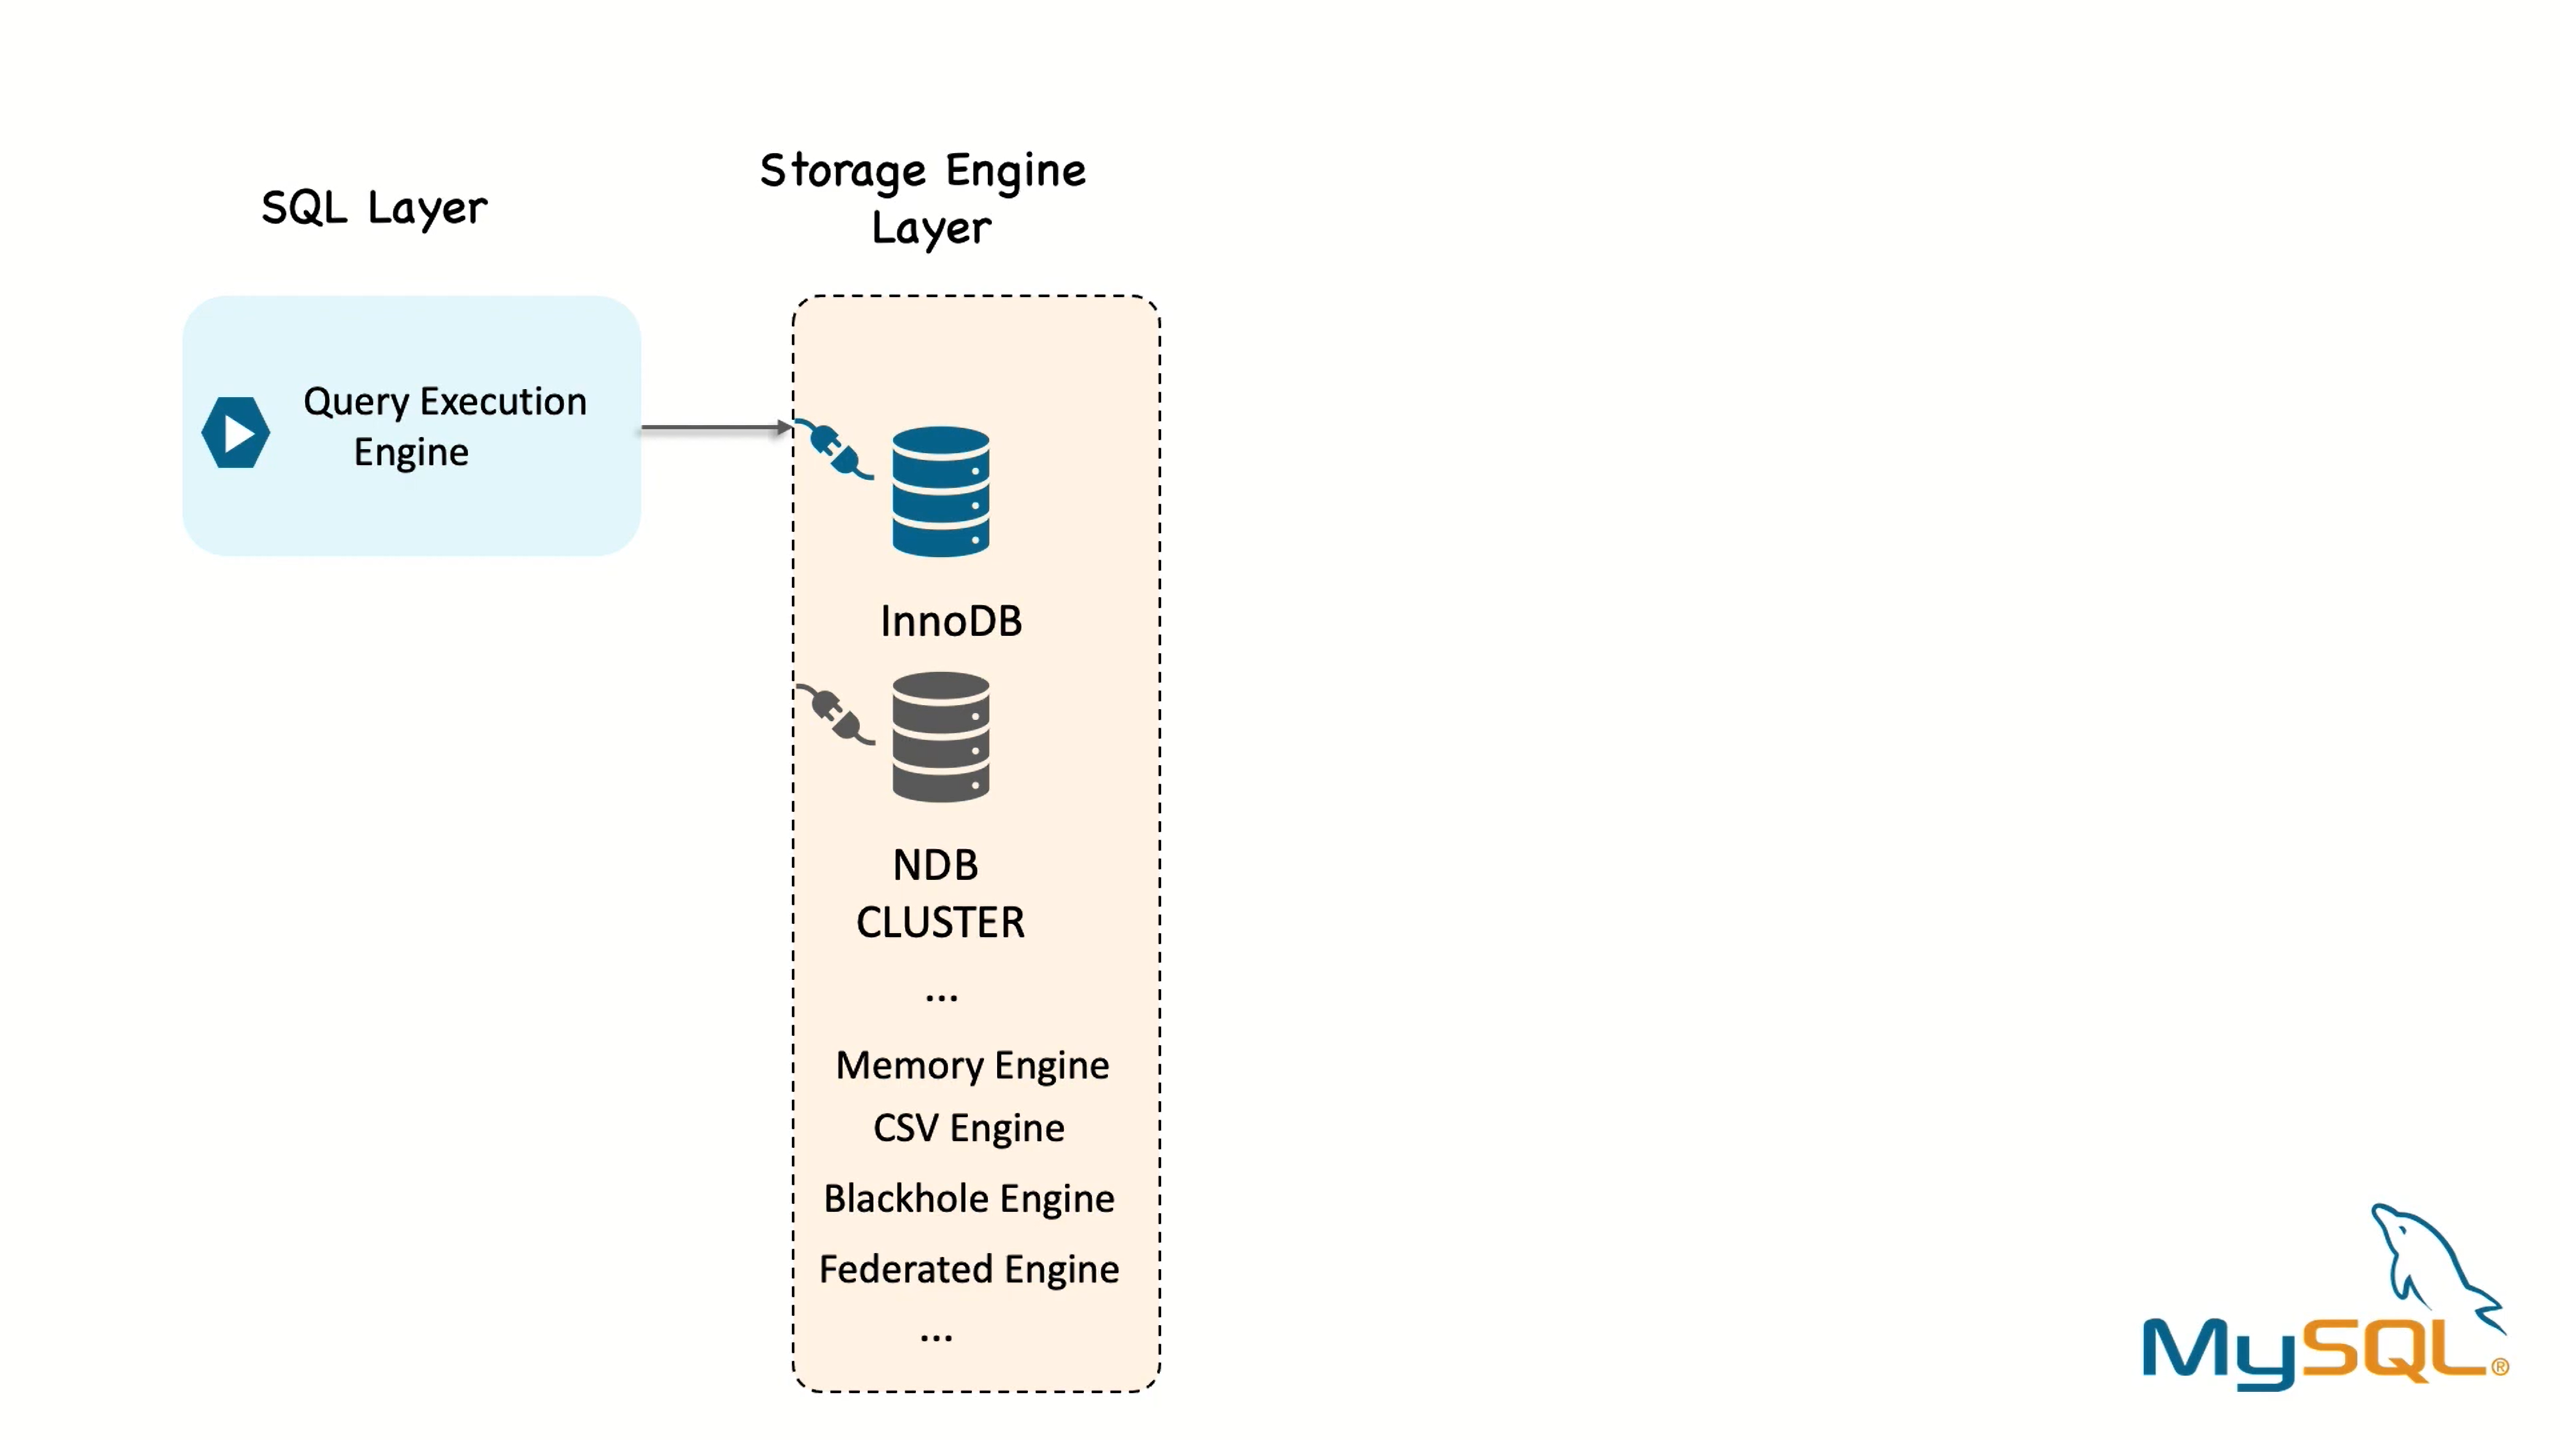 SQL Layer
Storage Engine
Layer
Query Execution
Engine
InnoDB
NDB
CLUSTER
...
Memory Engine
CSV Engine
Blackhole Engine
Federated Engine
...
MySQL®